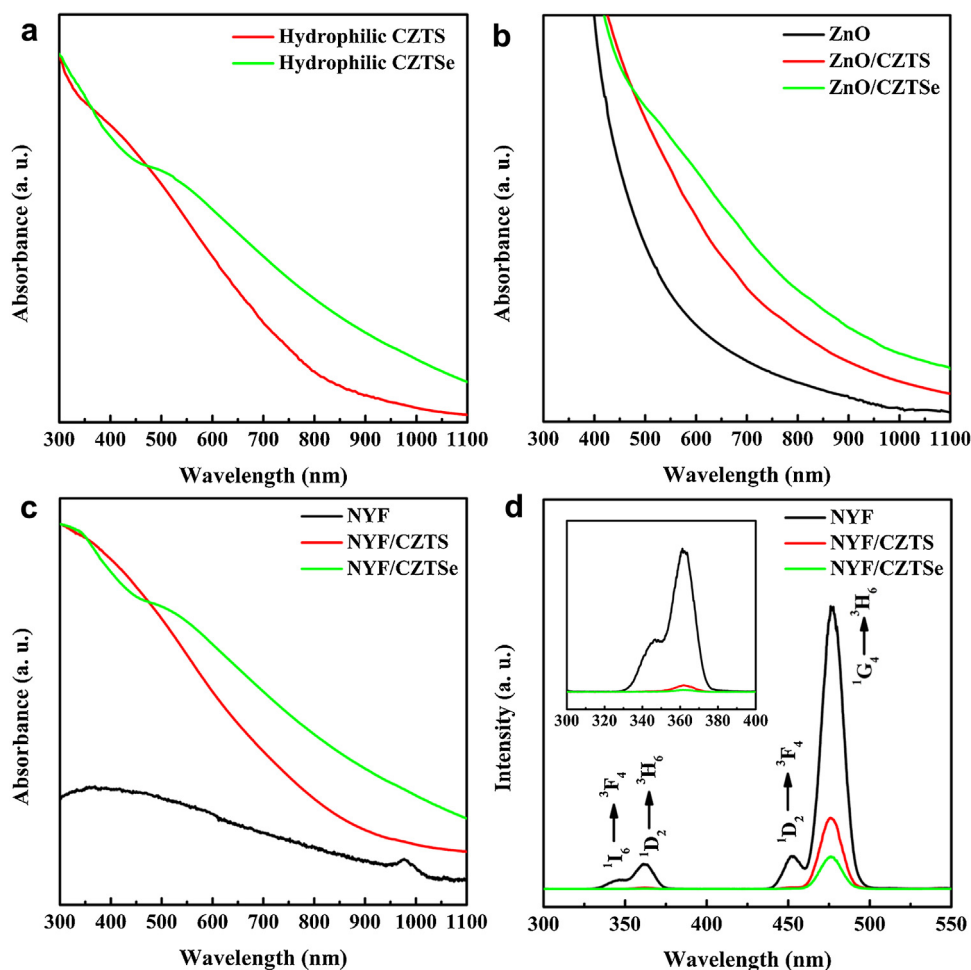 a
Hydrophilic CZTS
Hydrophilic CZTSe
Absorbance (a. u.)
300 400 500 600 700 800 900 1000 1100
Wavelength (nm)
b
ZnO
ZnO/CZTS
ZnO/CZTSe
Absorbance (a. u.)
300 400 500 600 700 800 900 1000 1100
Wavelength (nm)
c
NYF
NYF/CZTS
NYF/CZTSe
Absorbance (a. u.)
300 400 500 600 700 800 900 1000 1100
Wavelength (nm)
d
NYF
NYF/CZTS
NYF/CZTSe
300 320 340 360 380 400
Intensity (a. u.)
¹I₆ → ³F₄
¹D₂ → ³H₆
¹D₂ → ³F₄
¹G₄ → ³H₆
300 350 400 450 500 550
Wavelength (nm)